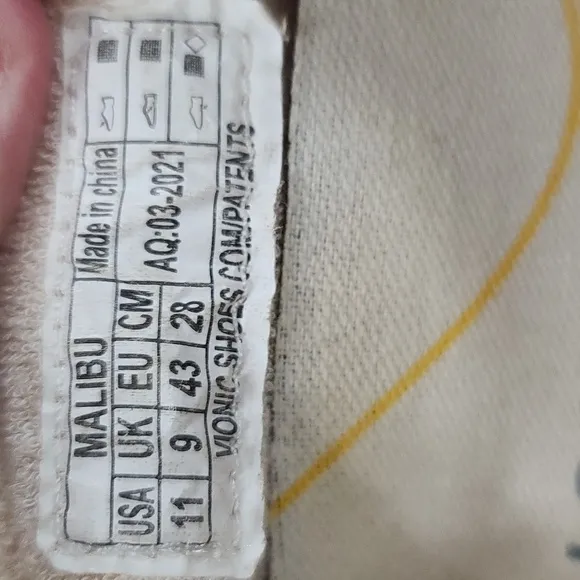 MALIBU Made in china
USA UK EU CM AQ:03-2021
11 9 43 28
VIONIC SHOES COM/PATENTS